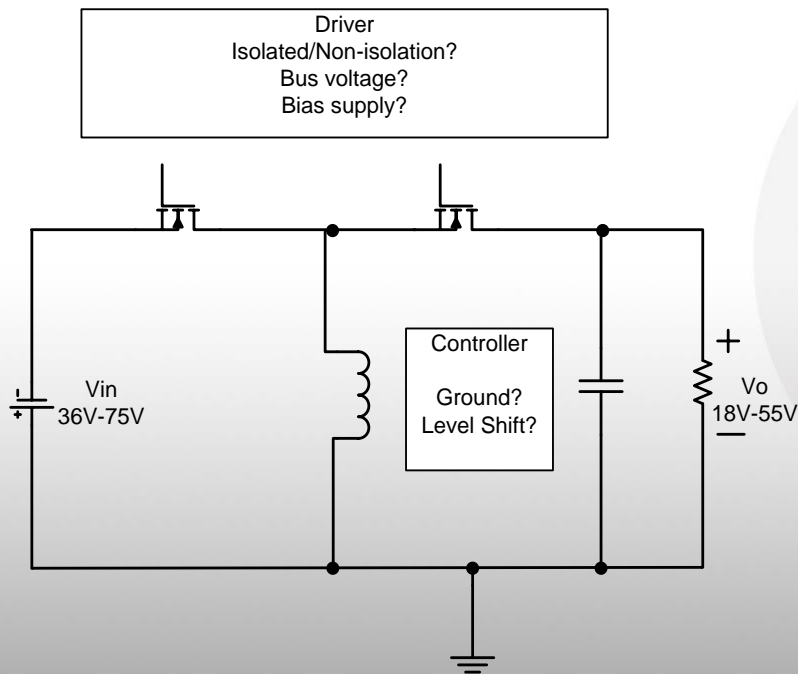 Driver
Isolated/Non-isolation?
Bus voltage?
Bias supply?
Controller
Ground?
Level Shift?
-
+
Vin
36V-75V
+
Vo
18V-55V
—